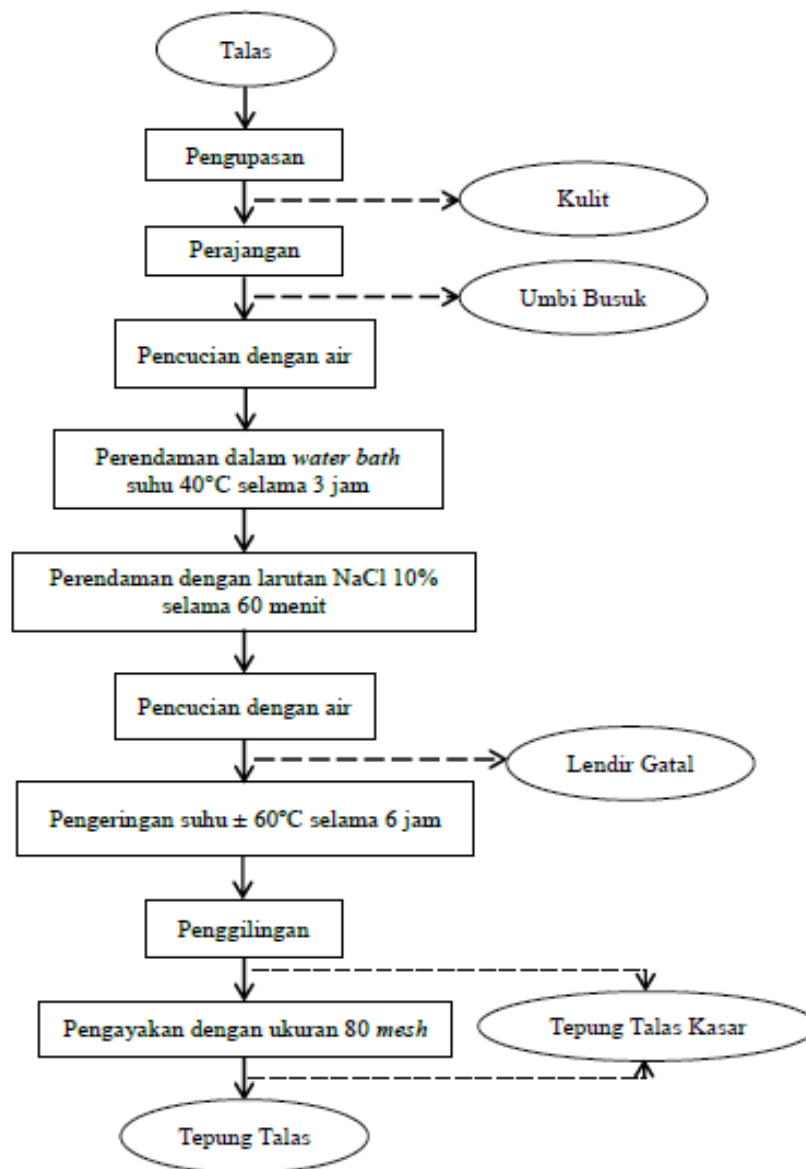 Talas
Pengupasan
Kulit
Perajangan
Umbi Busuk
Pencucian dengan air
Perendaman dalam water bath
suhu 40°C selama 3 jam
Perendaman dengan larutan NaCl 10%
selama 60 menit
Pencucian dengan air
Lendir Gatal
Pengeringan suhu ± 60°C selama 6 jam
Penggilingan
Pengayakan dengan ukuran 80 mesh
Tepung Talas Kasar
Tepung Talas